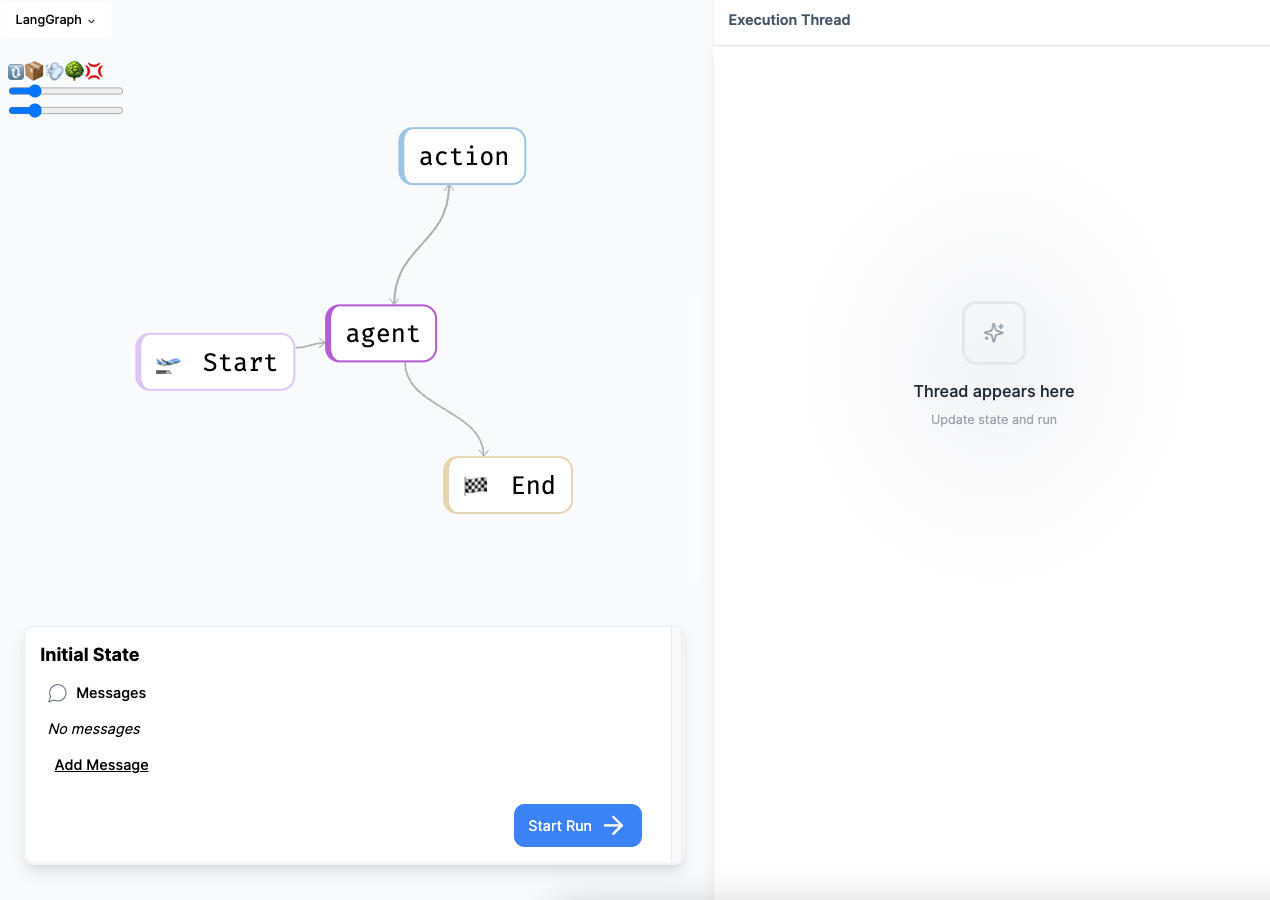 LangGraph
Execution Thread
action
agent
Start
End
Thread appears here
Update state and run
Initial State
Messages
No messages
Add Message
Start Run